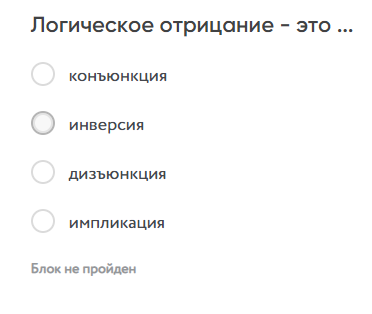 Логическое отрицание - это ...
конъюнкция
инверсия
дизъюнкция
импликация
Блок не пройден